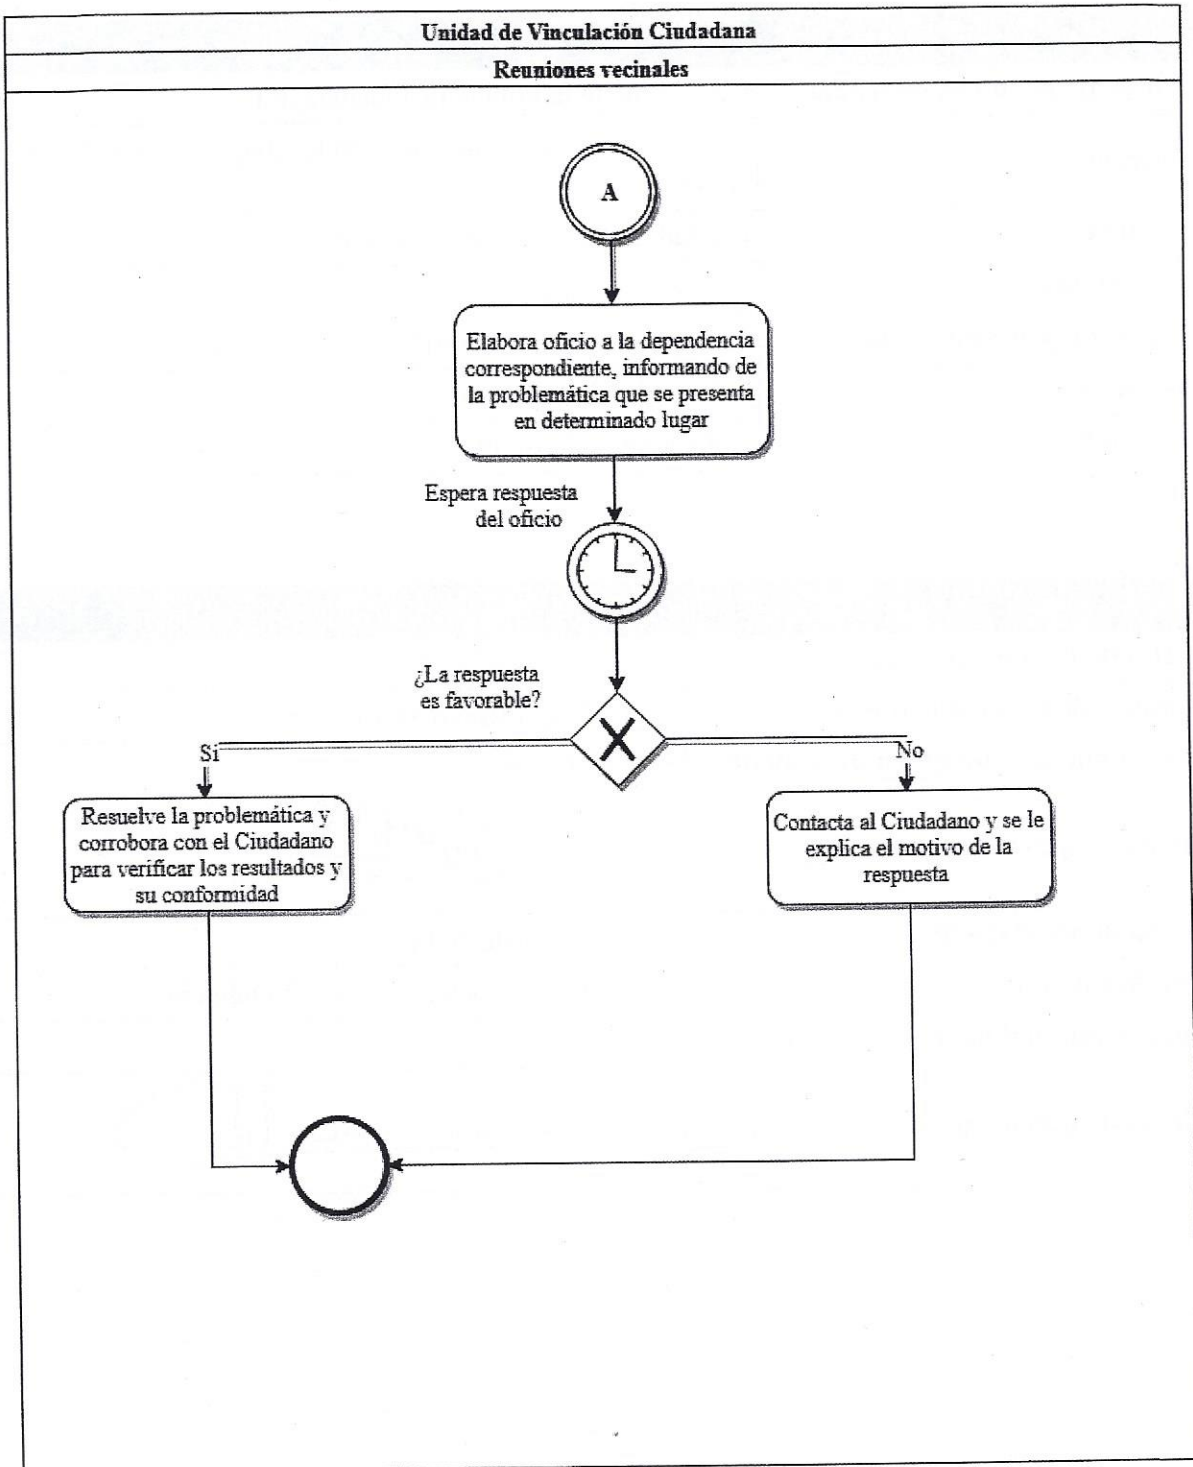 Unidad de Vinculación Ciudadana
Reuniones vecinales
A
Elabora oficio a la dependencia
correspondiente, informando de
la problemática que se presenta
en determinado lugar
Espera respuesta
del oficio
¿La respuesta
es favorable?
Si
No
Resuelve la problemática y
corrobora con el Ciudadano
para verificar los resultados y
su conformidad
Contacta al Ciudadano y se le
explica el motivo de la
respuesta